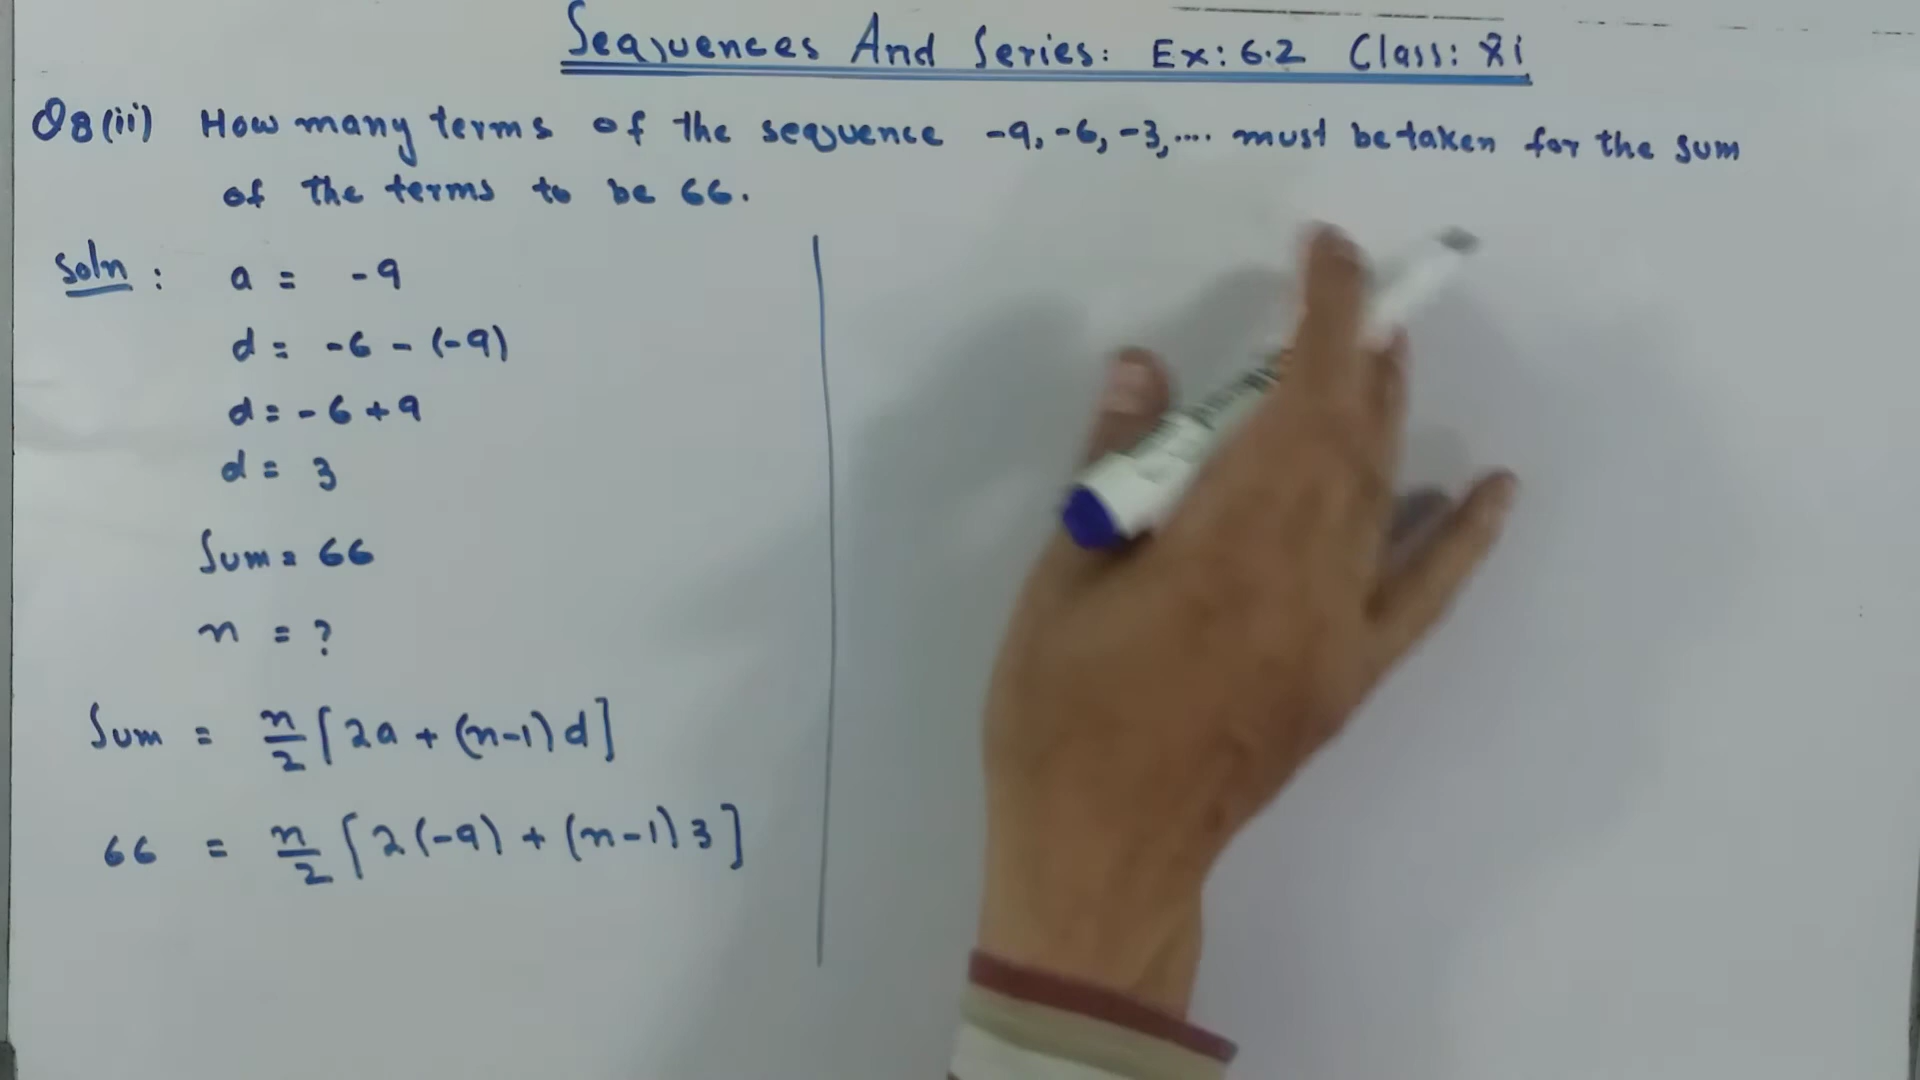 Sequences And Series: Ex: 6.2 Class: Xi
Q8(ii) How many terms of the sequence -9, -6, -3, .... must be taken for the sum
of the terms to be 66.
Soln : a = -9
d = -6 - (-9)
d = -6 + 9
d = 3
Sum = 66
n = ?
Sum = n/2 [2a + (n-1)d]
66 = n/2 [2(-9) + (n-1)3]